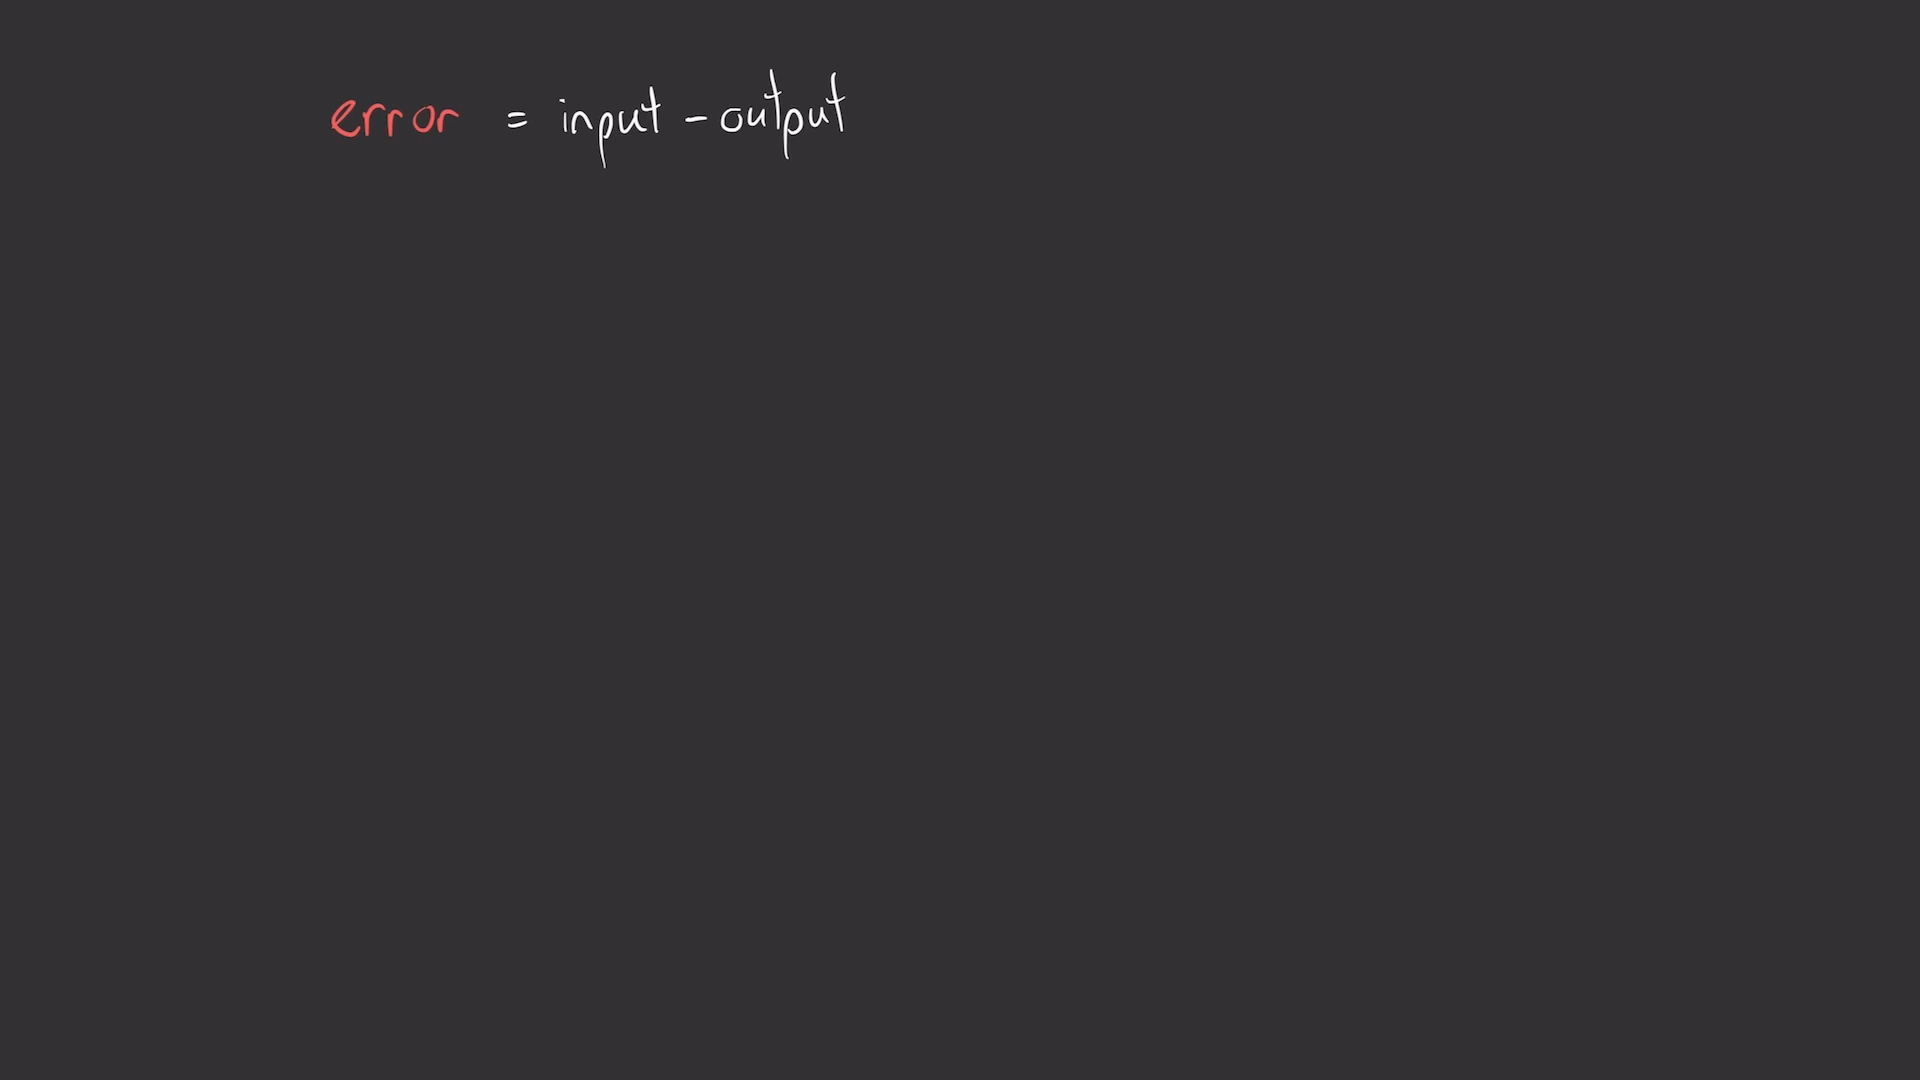 error = input - output